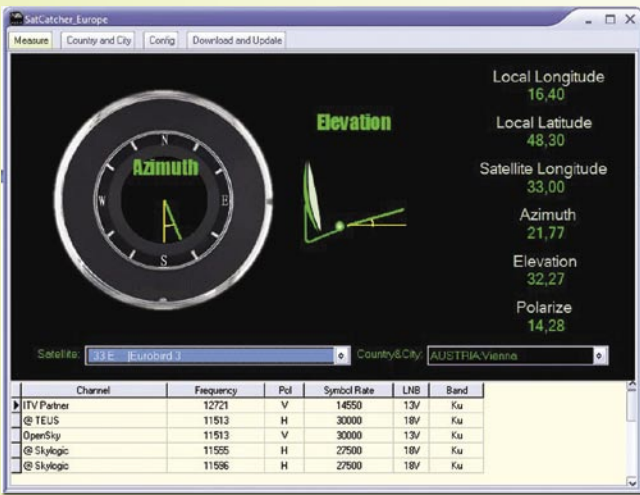 SatCatcher_Europe
Measure Country and City Config Download and Update
N
E
S
W
Azimuth
Elevation
Local Longitude
16,40
Local Latitude
48,30
Satellite Longitude
33,00
Azimuth
21,77
Elevation
32,27
Polarize
14,28
Satellite: 33 E |Eurobird 3 Country&City: AUSTRIA:Vienna
Channel Frequency Pol Symbol Rate LNB Band
ITV Partner 12721 V 14550 13V Ku
@ TEUS 11513 H 30000 18V Ku
OpenSky 11513 V 30000 13V Ku
@ Skylogic 11555 H 27500 18V Ku
@ Skylogic 11596 H 27500 18V Ku